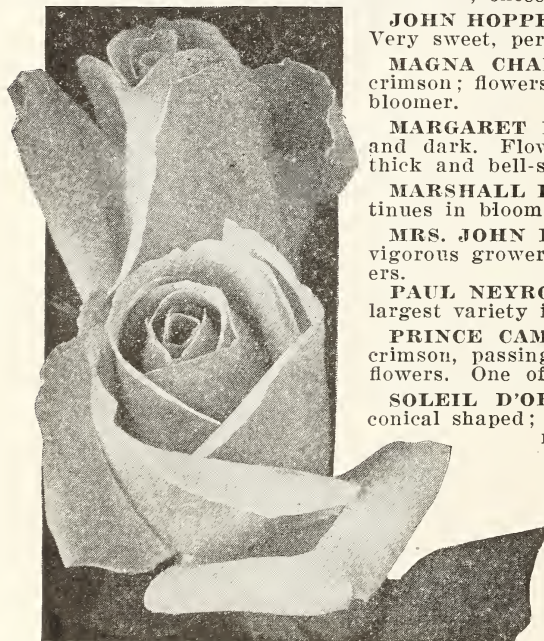 JOHN HOPPE
Very sweet, per
MAGNA CHA
crimson; flowers
bloomer.
MARGARET
and dark. Flow
thick and bell-s
MARSHALL
tinues in bloom
MRS. JOHN
vigorous grower
ers.
PAUL NEYRO
largest variety i
PRINCE CAM
crimson, passing
flowers. One of
SOLEIL D'O
conical shaped;